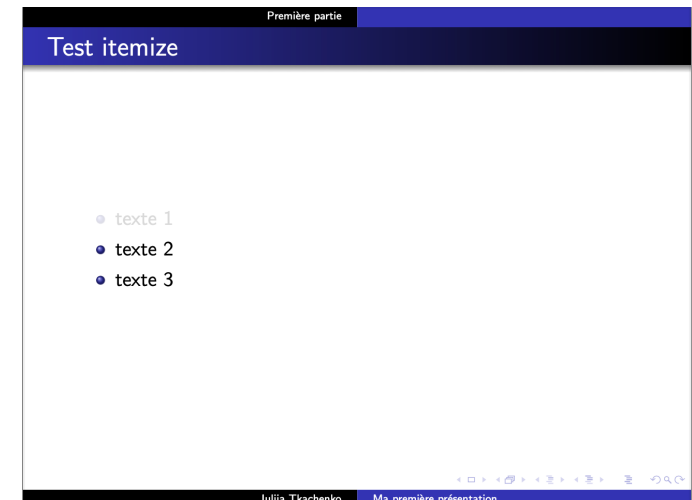 Première partie
Test itemize
texte 1
texte 2
texte 3
Iuliia Tkachenko Ma première présentation